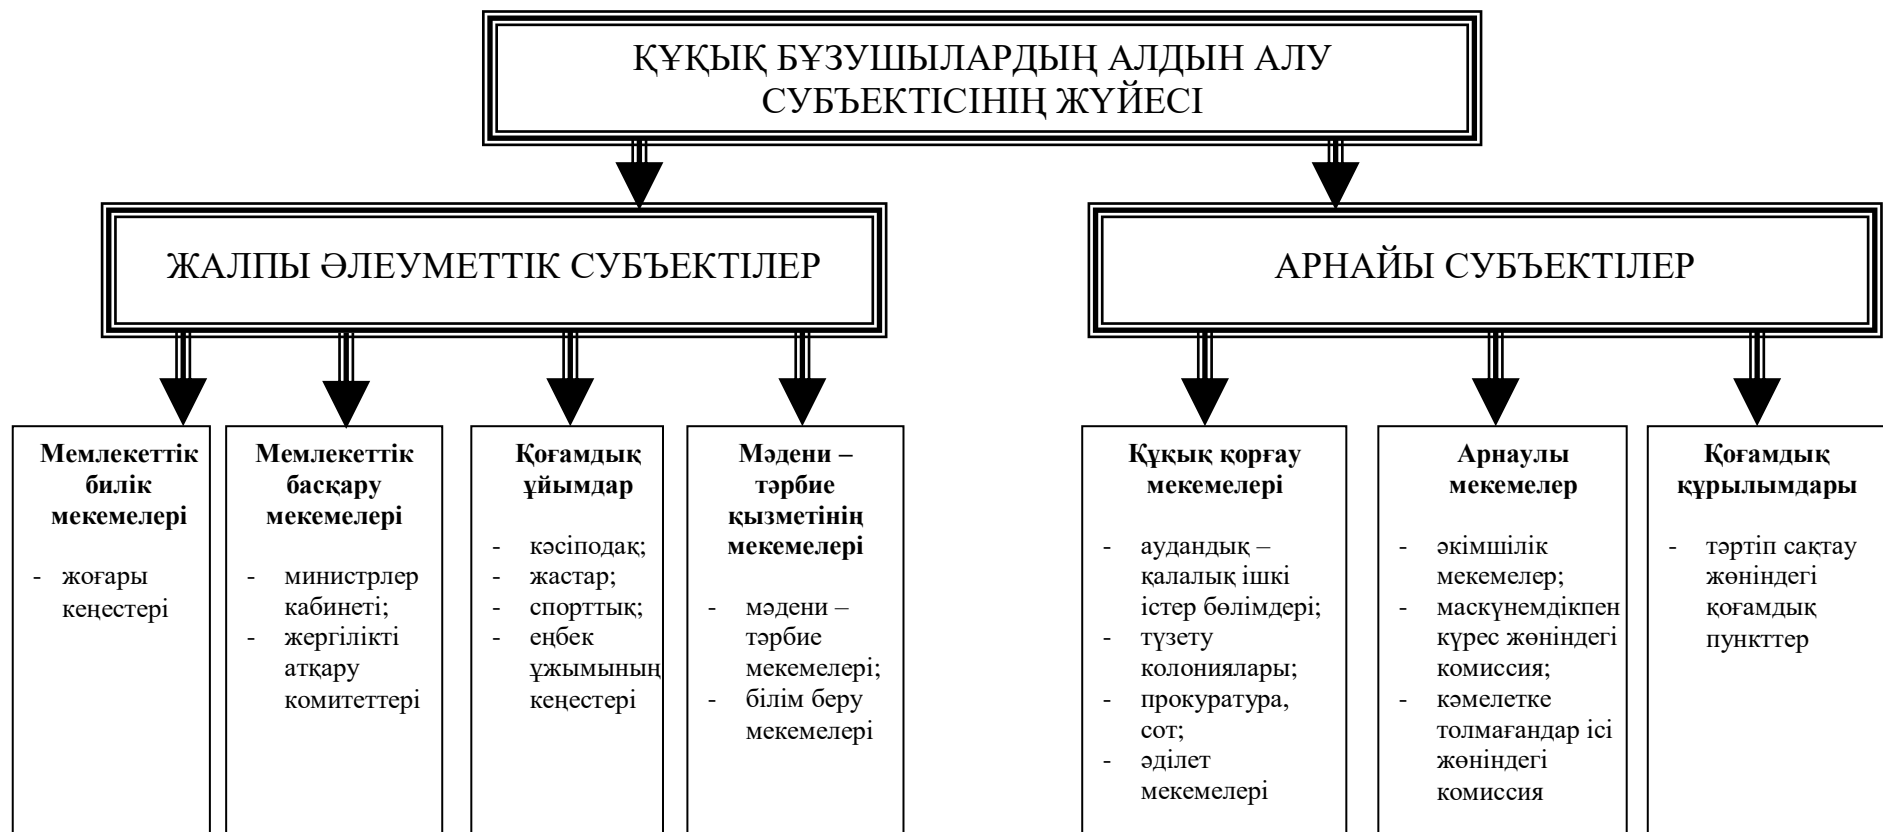 ҚҰҚЫҚ БҰЗУШЫЛАРДЫҢ АЛДЫН АЛУ
СУБЪЕКТІСІНІҢ ЖҮЙЕСІ
ЖАЛПЫ ӘЛЕУМЕТТІК СУБЪЕКТІЛЕР
АРНАЙЫ СУБЪЕКТІЛЕР
Мемлекеттік
билік
мекемелері
- жоғары
кеңестері
Мемлекеттік
басқару
мекемелері
- министрлер
кабинеті;
- жергілікті
атқару
комитеттері
Қоғамдық
ұйымдар
- кәсіподақ;
- жастар;
- спорттық;
- еңбек
ұжымының
кеңестері
Мәдени –
тәрбие
қызметінің
мекемелері
- мәдени –
тәрбие
мекемелері;
- білім беру
мекемелері
Құқық қорғау
мекемелері
- аудандық –
қалалық ішкі
істер бөлімдері;
- түзету
колониялары;
- прокуратура,
сот;
- әділет
мекемелері
Арнаулы
мекемелер
- әкімшілік
мекемелер;
- маскүнемдікпен
күрес жөніндегі
комиссия;
- кәмелетке
толмағандар ісі
жөніндегі
комиссия
Қоғамдық
құрылымдары
- тәртіп сақтау
жөніндегі
қоғамдық
пункттер